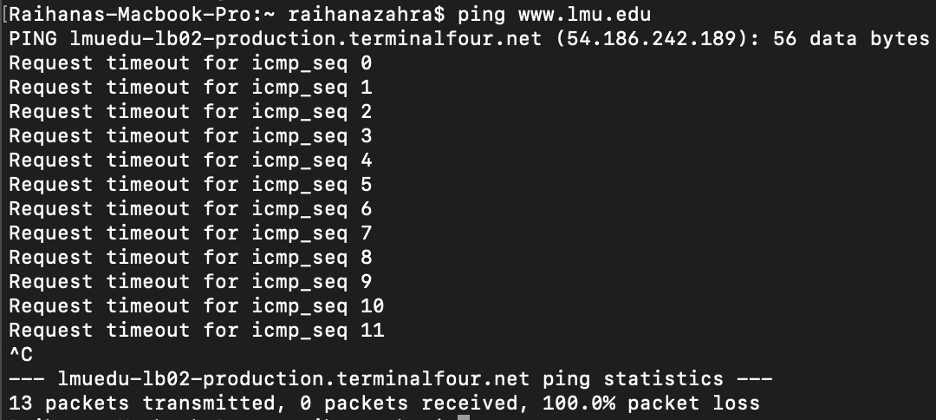 [Raihanas-Macbook-Pro:~ raihanazahra$ ping www.lmu.edu
PING lmuedu-lb02-production.terminalfour.net (54.186.242.189): 56 data bytes
Request timeout for icmp_seq 0
Request timeout for icmp_seq 1
Request timeout for icmp_seq 2
Request timeout for icmp_seq 3
Request timeout for icmp_seq 4
Request timeout for icmp_seq 5
Request timeout for icmp_seq 6
Request timeout for icmp_seq 7
Request timeout for icmp_seq 8
Request timeout for icmp_seq 9
Request timeout for icmp_seq 10
Request timeout for icmp_seq 11
^C
--- lmuedu-lb02-production.terminalfour.net ping statistics ---
13 packets transmitted, 0 packets received, 100.0% packet loss